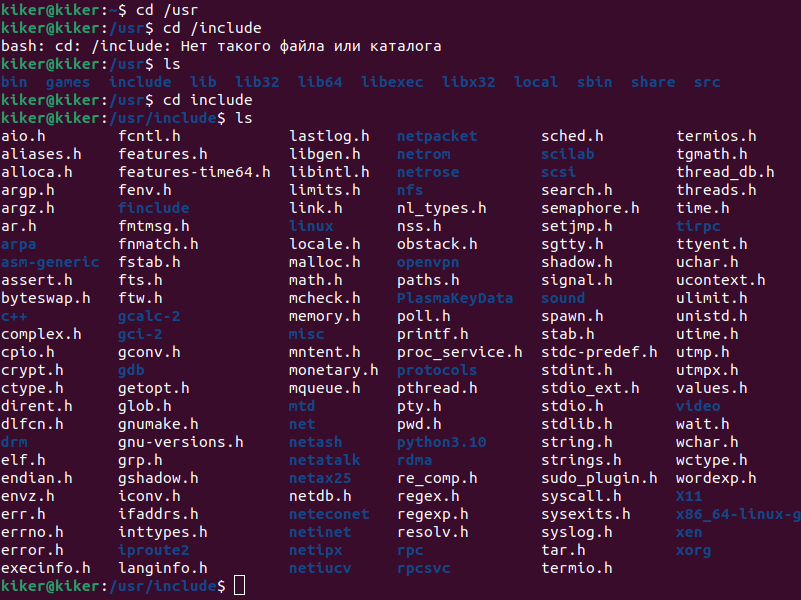 kiker@kiker:~$ cd /usr
kiker@kiker:/usr$ cd /include
bash: cd: /include: Нет такого файла или каталога
kiker@kiker:/usr$ ls
bin  games  include  lib  lib32  lib64  libexec  libx32  local  sbin  share  src
kiker@kiker:/usr$ cd include
kiker@kiker:/usr/include$ ls
aio.h        fcntl.h            lastlog.h    netpacket        sched.h        termios.h
aliases.h    features.h         libgen.h     netrom           scilab         tgmath.h
alloca.h     features-time64.h  libintl.h    netrose          scsi           thread_db.h
argp.h       fenv.h             limits.h     nfs              search.h       threads.h
argz.h       finclude           link.h       nl_types.h       semaphore.h    time.h
ar.h         fmtmsg.h           linux        nss.h            setjmp.h       tirpc
arpa         fnmatch.h          locale.h     obstack.h        sgtty.h        ttyent.h
asm-generic  fstab.h            malloc.h     openvpn          shadow.h       uchar.h
assert.h     fts.h              math.h       paths.h          signal.h       ucontext.h
byteswap.h   ftw.h              mcheck.h     PlasmaKeyData    sound          ulimit.h
c++          gcalc-2            memory.h     poll.h           spawn.h        unistd.h
complex.h    gci-2              misc         printf.h         stab.h         utime.h
cpio.h       gconv.h            mntent.h     proc_service.h   stdc-predef.h  utmp.h
crypt.h      gdb                monetary.h   protocols        stdint.h       utmpx.h
ctype.h      getopt.h           mqueue.h     pthread.h        stdio_ext.h    values.h
dirent.h     glob.h             mtd          pty.h            stdio.h        video
dlfcn.h      gnumake.h          net          pwd.h            stdlib.h       wait.h
drm          gnu-versions.h     netash       python3.10       string.h       wchar.h
elf.h        grp.h              netatalk     rdma             strings.h      wctype.h
endian.h     gshadow.h          netax25      re_comp.h        sudo_plugin.h  wordexp.h
envz.h       iconv.h            netdb.h      regex.h          syscall.h      X11
err.h        ifaddrs.h          neteconet    regexp.h         sysexits.h     x86_64-linux-g
errno.h      inttypes.h         netinet      resolv.h         syslog.h       xen
error.h      iproute2           netipx       rpc              tar.h          xorg
execinfo.h   langinfo.h         netiucv      rpcsvc           termio.h
kiker@kiker:/usr/include$